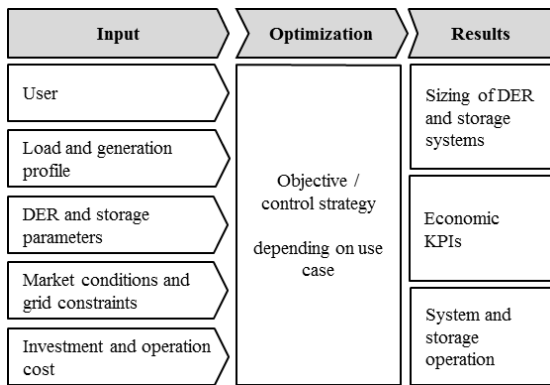 Input
Optimization
Results
User
Load and generation
profile
DER and storage
parameters
Market conditions and
grid constraints
Investment and operation
cost
Objective /
control strategy
depending on use
case
Sizing of DER
and storage
systems
Economic
KPIs
System and
storage
operation